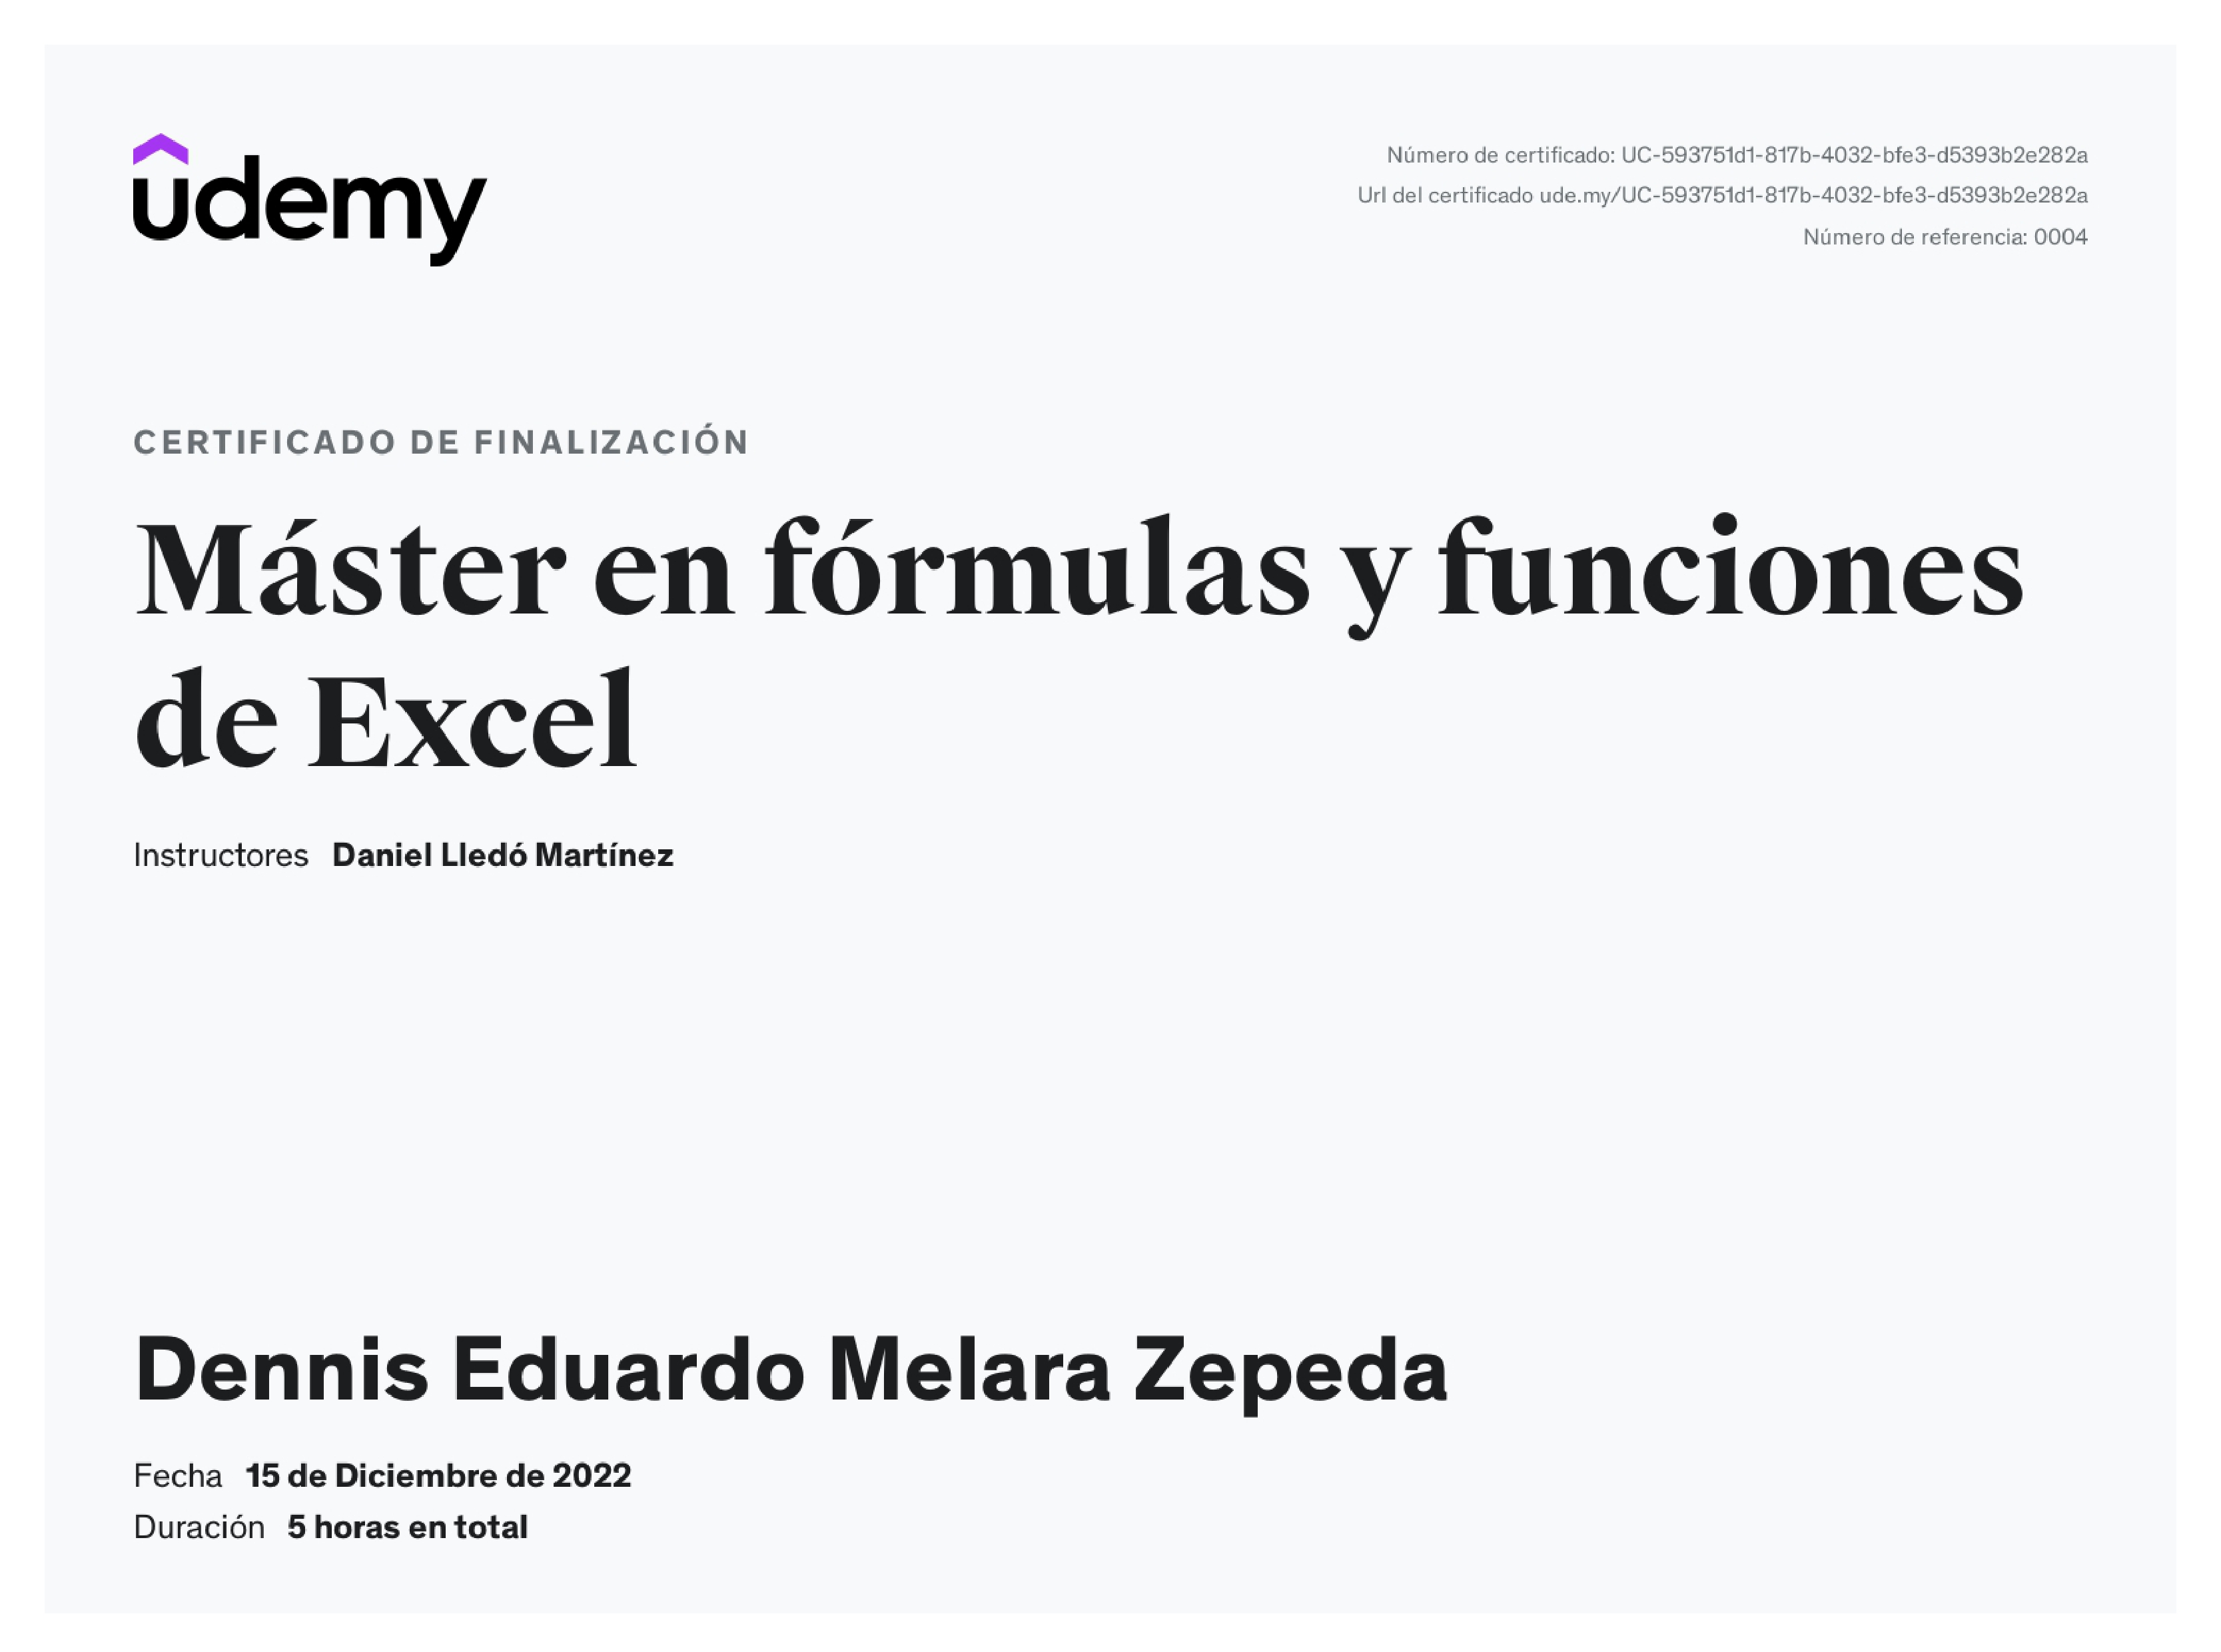 udemy
Número de certificado: UC-593751d1-817b-4032-bfe3-d5393b2e282a
Url del certificado ude.my/UC-593751d1-817b-4032-bfe3-d5393b2e282a
Número de referencia: 0004
CERTIFICADO DE FINALIZACIÓN
Máster en fórmulas y funciones
de Excel
Instructores Daniel Lledó Martínez
Dennis Eduardo Melara Zepeda
Fecha 15 de Diciembre de 2022
Duración 5 horas en total